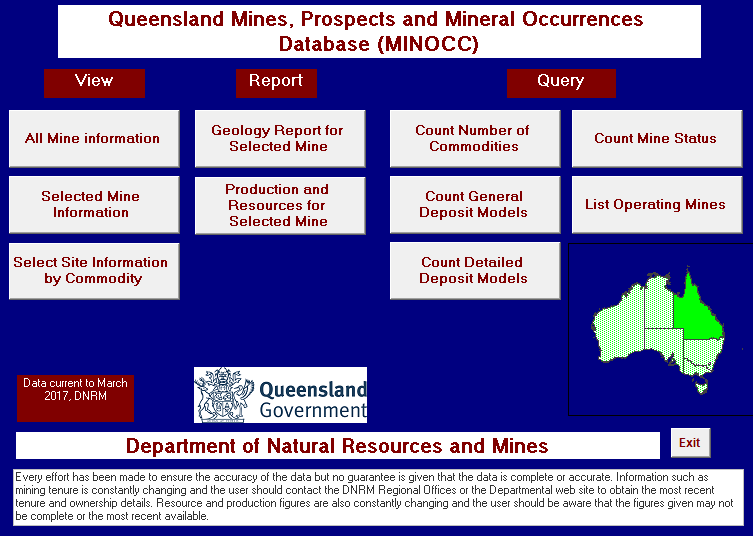 Queensland Mines, Prospects and Mineral Occurrences
Database (MINOCC)
View
Report
Query
All Mine information
Geology Report for
Selected Mine
Count Number of
Commodities
Count Mine Status
Selected Mine
Information
Production and
Resources for
Selected Mine
Count General
Deposit Models
List Operating Mines
Select Site Information
by Commodity
Count Detailed
Deposit Models
Data current to March
2017, DNRM
Queensland
Government
Department of Natural Resources and Mines
Exit
Every effort has been made to ensure the accuracy of the data but no guarantee is given that the data is complete or accurate. Information such as
mining tenure is constantly changing and the user should contact the DNRM Regional Offices or the Departmental web site to obtain the most recent
tenure and ownership details. Resource and production figures are also constantly changing and the user should be aware that the figures given may not
be complete or the most recent available.